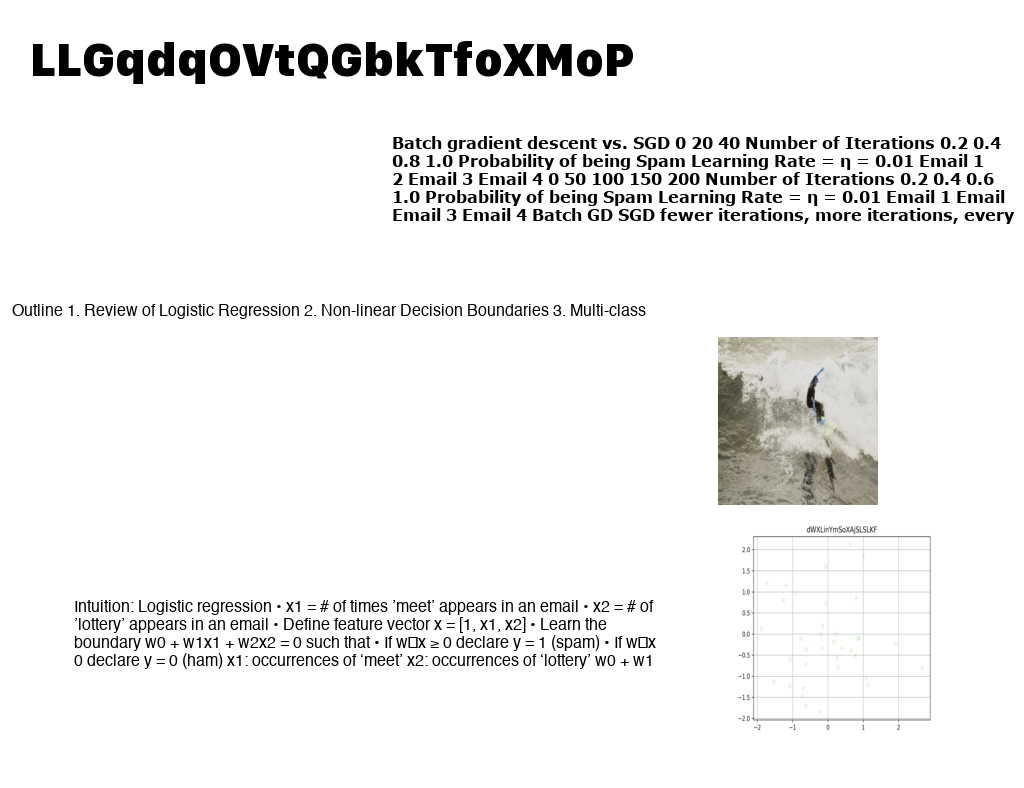 LLGqdqOVtQGbkTfoXMoP
Batch gradient descent vs. SGD 0 20 40 Number of Iterations 0.2 0.4
0.8 1.0 Probability of being Spam Learning Rate = η = 0.01 Email 1
2 Email 3 Email 4 0 50 100 150 200 Number of Iterations 0.2 0.4 0.6
1.0 Probability of being Spam Learning Rate = η = 0.01 Email 1 Email
Email 3 Email 4 Batch GD SGD fewer iterations, more iterations, every
Outline 1. Review of Logistic Regression 2. Non-linear Decision Boundaries 3. Multi-class
dWXLinYmSoXAjSLSLKF
2.0
1.5
1.0
0.5
0.0
−0.5
−1.0
−1.5
−2.0
−2 −1 0 1 2
Intuition: Logistic regression • x1 = # of times ’meet’ appears in an email • x2 = # of
’lottery’ appears in an email • Define feature vector x = [1, x1, x2] • Learn the
boundary w0 + w1x1 + w2x2 = 0 such that • If w□x ≥ 0 declare y = 1 (spam) • If w□x
0 declare y = 0 (ham) x1: occurrences of ‘meet’ x2: occurrences of ‘lottery’ w0 + w1